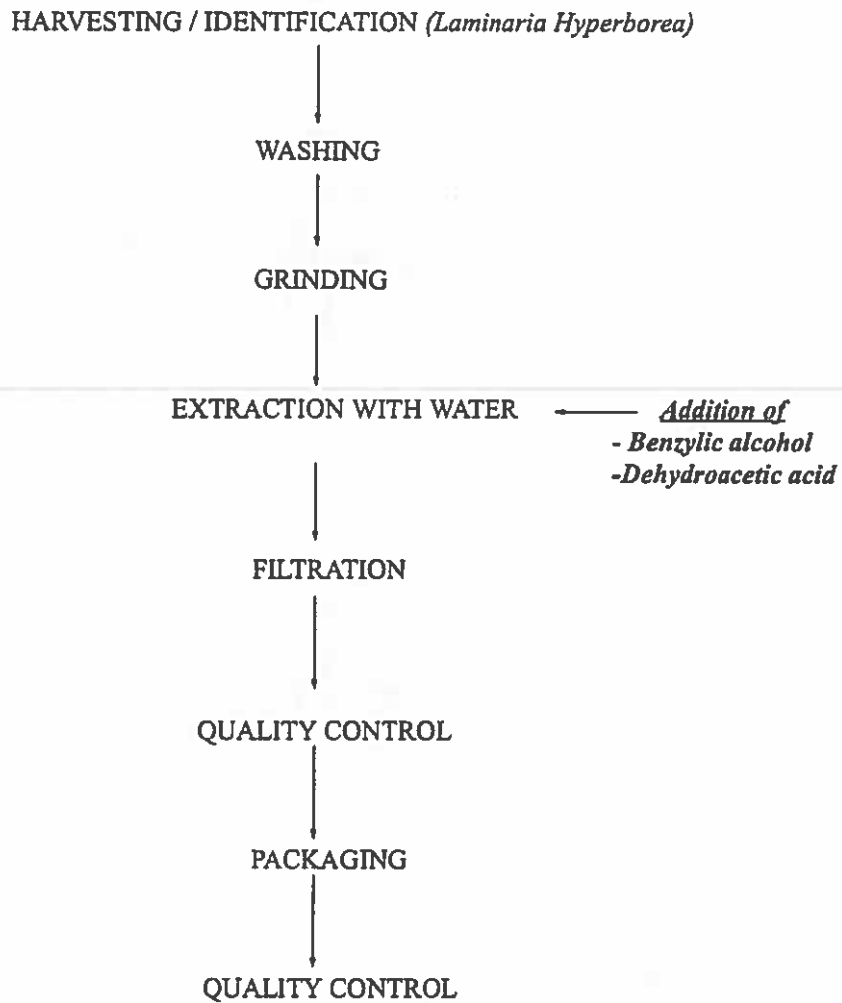 HARVESTING / IDENTIFICATION (Laminaria Hyperborea)
WASHING
GRINDING
EXTRACTION WITH WATER
Addition of
- Benzylic alcohol
-Dehydroacetic acid
FILTRATION
QUALITY CONTROL
PACKAGING
QUALITY CONTROL